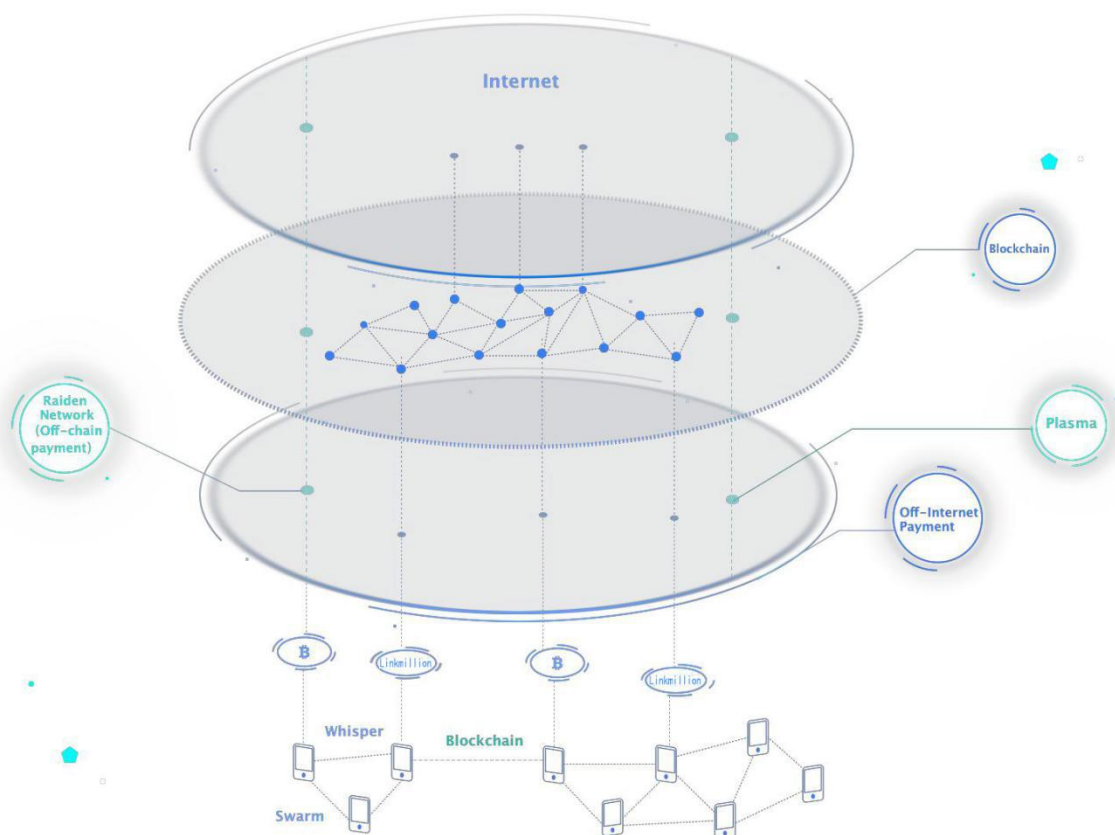 Internet
Blockchain
Raiden
Network
(Off-chain
payment)
Plasma
Off-Internet
Payment
₿
Linkmillion
₿
Linkmillion
Whisper
Blockchain
Swarm